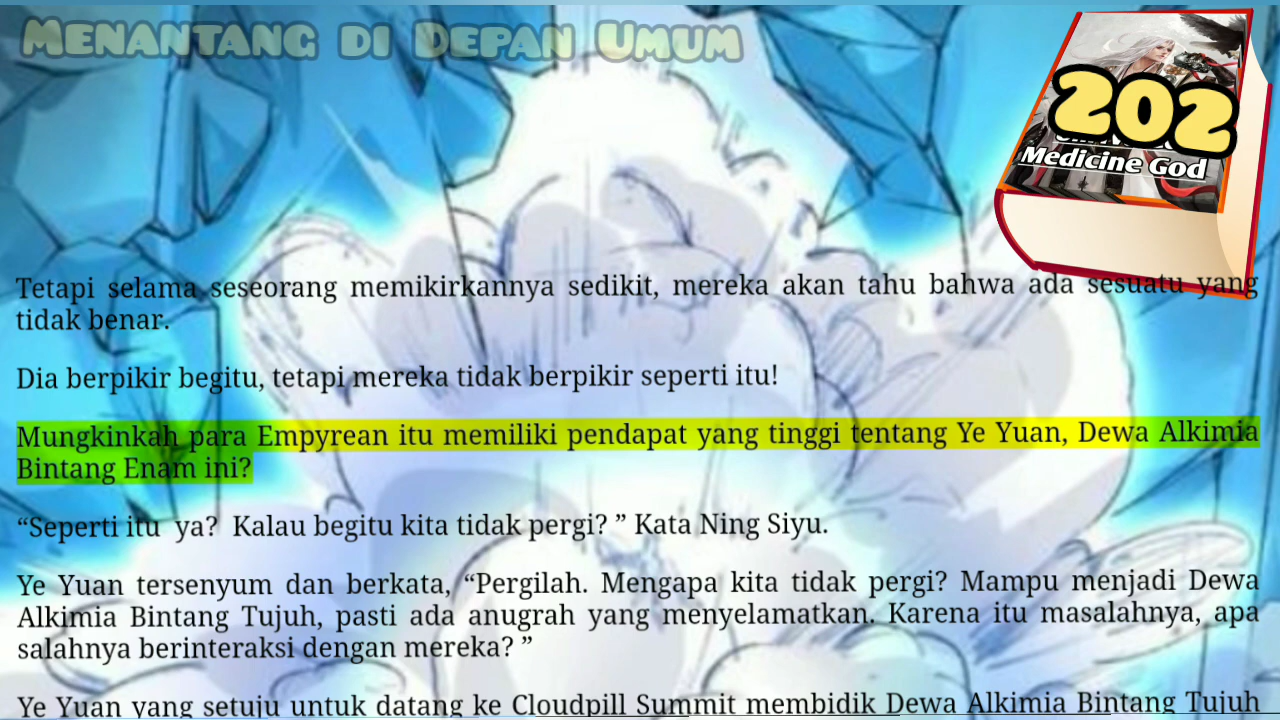 Menantang di Depan Umum
202
Medicine God
Tetapi selama seseorang memikirkannya sedikit, mereka akan tahu bahwa ada sesuatu yang
tidak benar.
Dia berpikir begitu, tetapi mereka tidak berpikir seperti itu!
Mungkinkah para Empyrean itu memiliki pendapat yang tinggi tentang Ye Yuan, Dewa Alkimia
Bintang Enam ini?
“Seperti itu  ya?  Kalau begitu kita tidak pergi? ” Kata Ning Siyu.
Ye Yuan tersenyum dan berkata, “Pergilah. Mengapa kita tidak pergi? Mampu menjadi Dewa
Alkimia Bintang Tujuh, pasti ada anugrah yang menyelamatkan. Karena itu masalahnya, apa
salahnya berinteraksi dengan mereka? ”
Ye Yuan yang setuju untuk datang ke Cloudpill Summit membidik Dewa Alkimia Bintang Tujuh